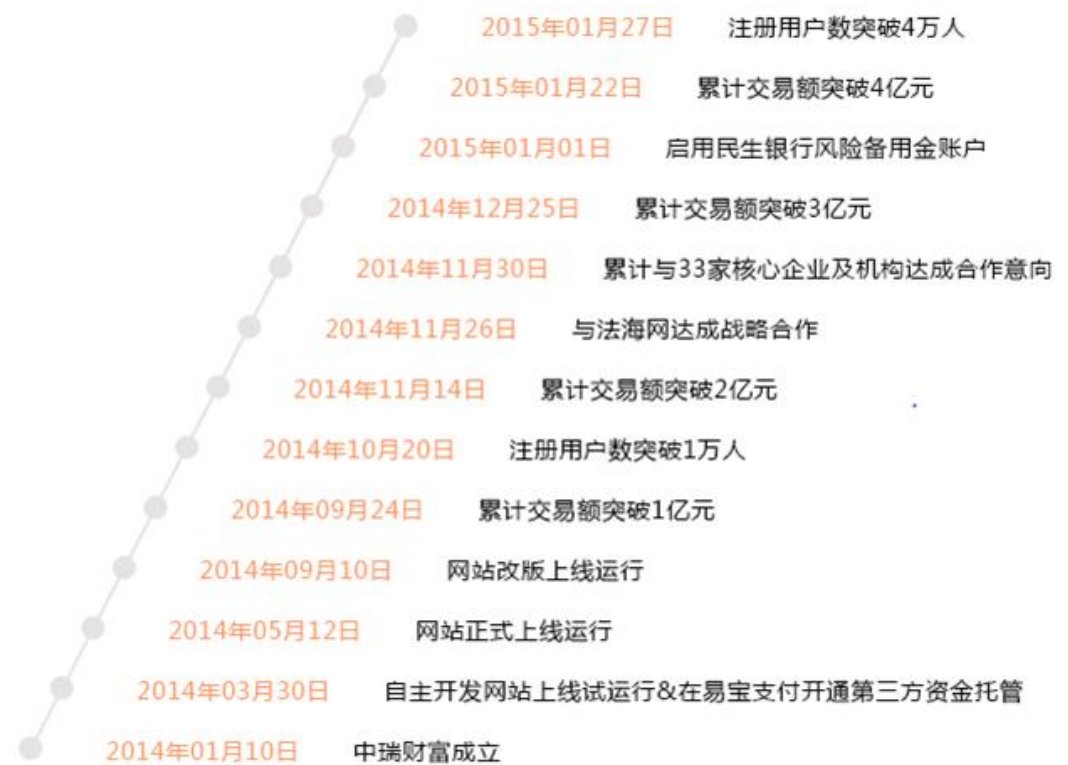 2015年01月27日 注册用户数突破4万人
2015年01月22日 累计交易额突破4亿元
2015年01月01日 启用民生银行风险备用金账户
2014年12月25日 累计交易额突破3亿元
2014年11月30日 累计与33家核心企业及机构达成合作意向
2014年11月26日 与法海网达成战略合作
2014年11月14日 累计交易额突破2亿元
2014年10月20日 注册用户数突破1万人
2014年09月24日 累计交易额突破1亿元
2014年09月10日 网站改版上线运行
2014年05月12日 网站正式上线运行
2014年03月30日 自主开发网站上线试运行&在易宝支付开通第三方资金托管
2014年01月10日 中瑞财富成立